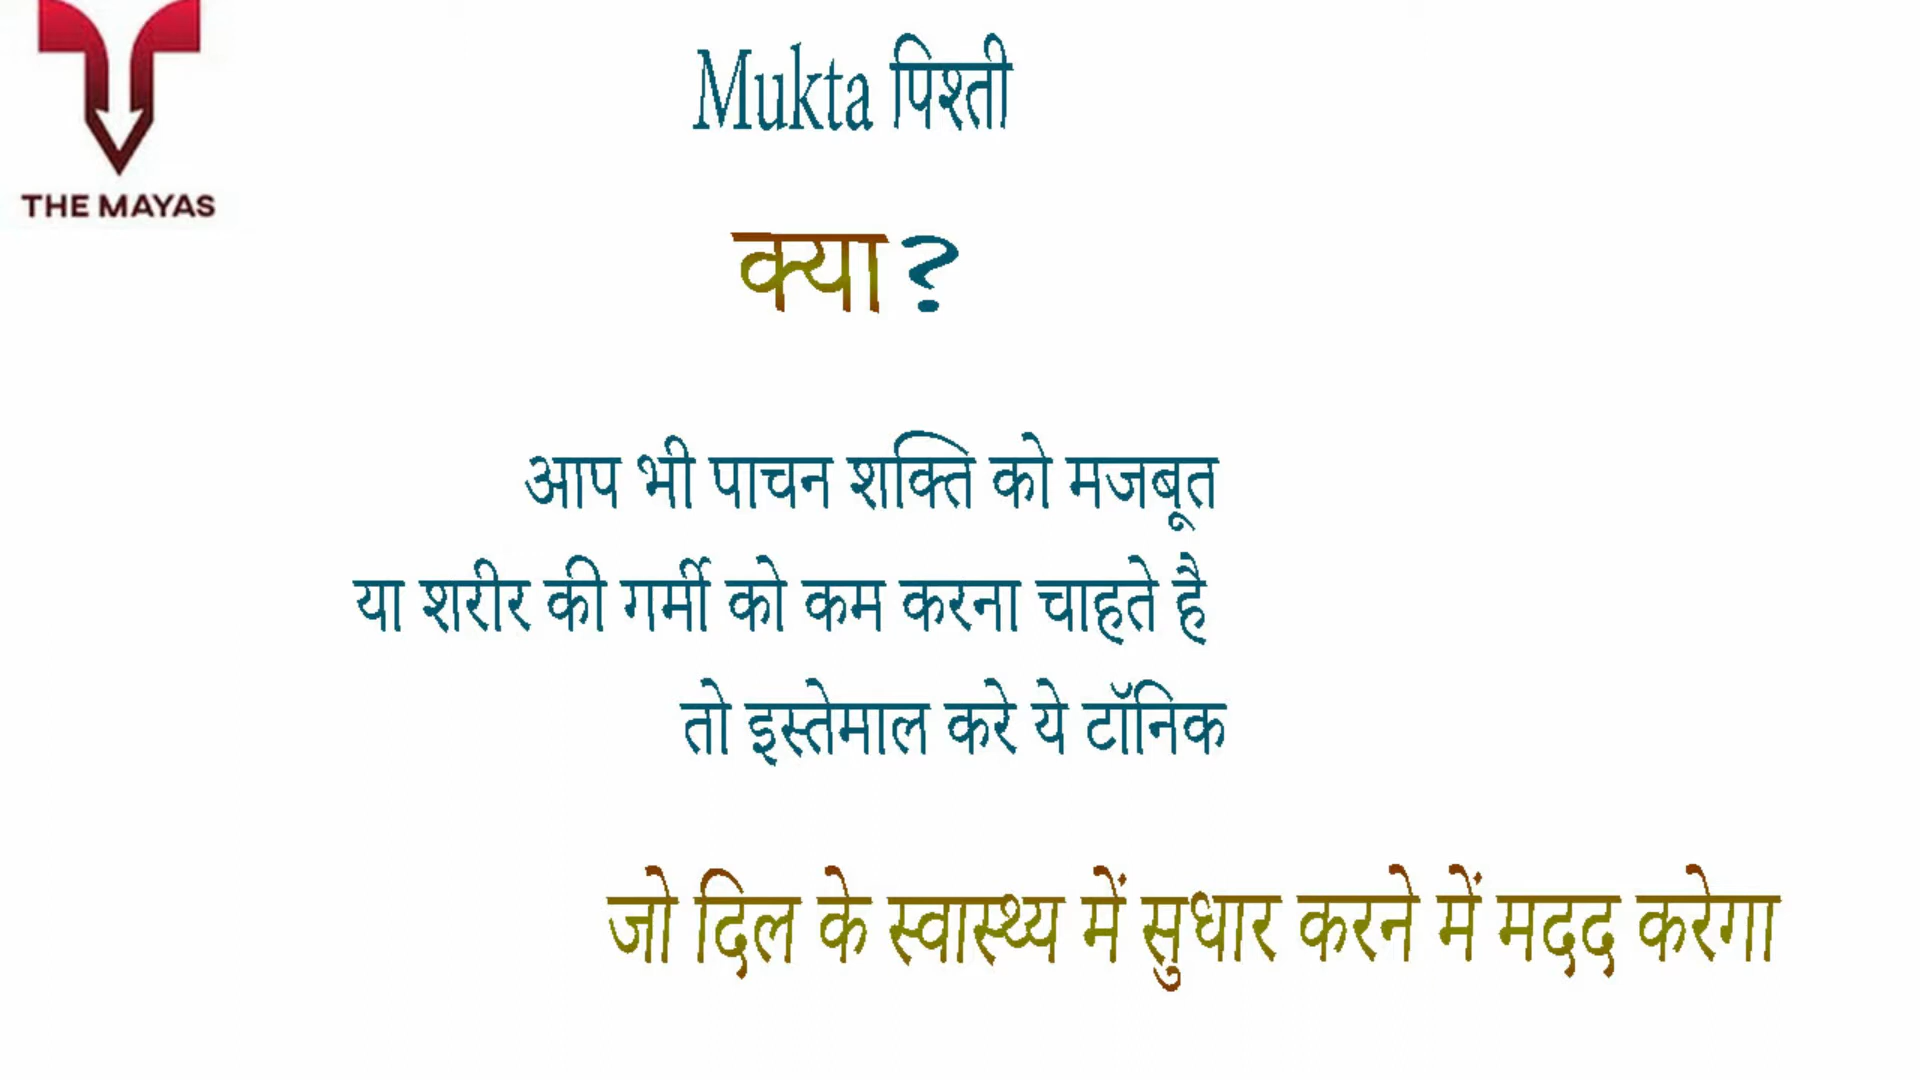 THE MAYAS
Mukta पिश्ती
क्या?
आप भी पाचन शक्ति को मजबूत
या शरीर की गर्मी को कम करना चाहते है
तो इस्तेमाल करे ये टॉनिक
जो दिल के स्वास्थ्य में सुधार करने में मदद करेगा